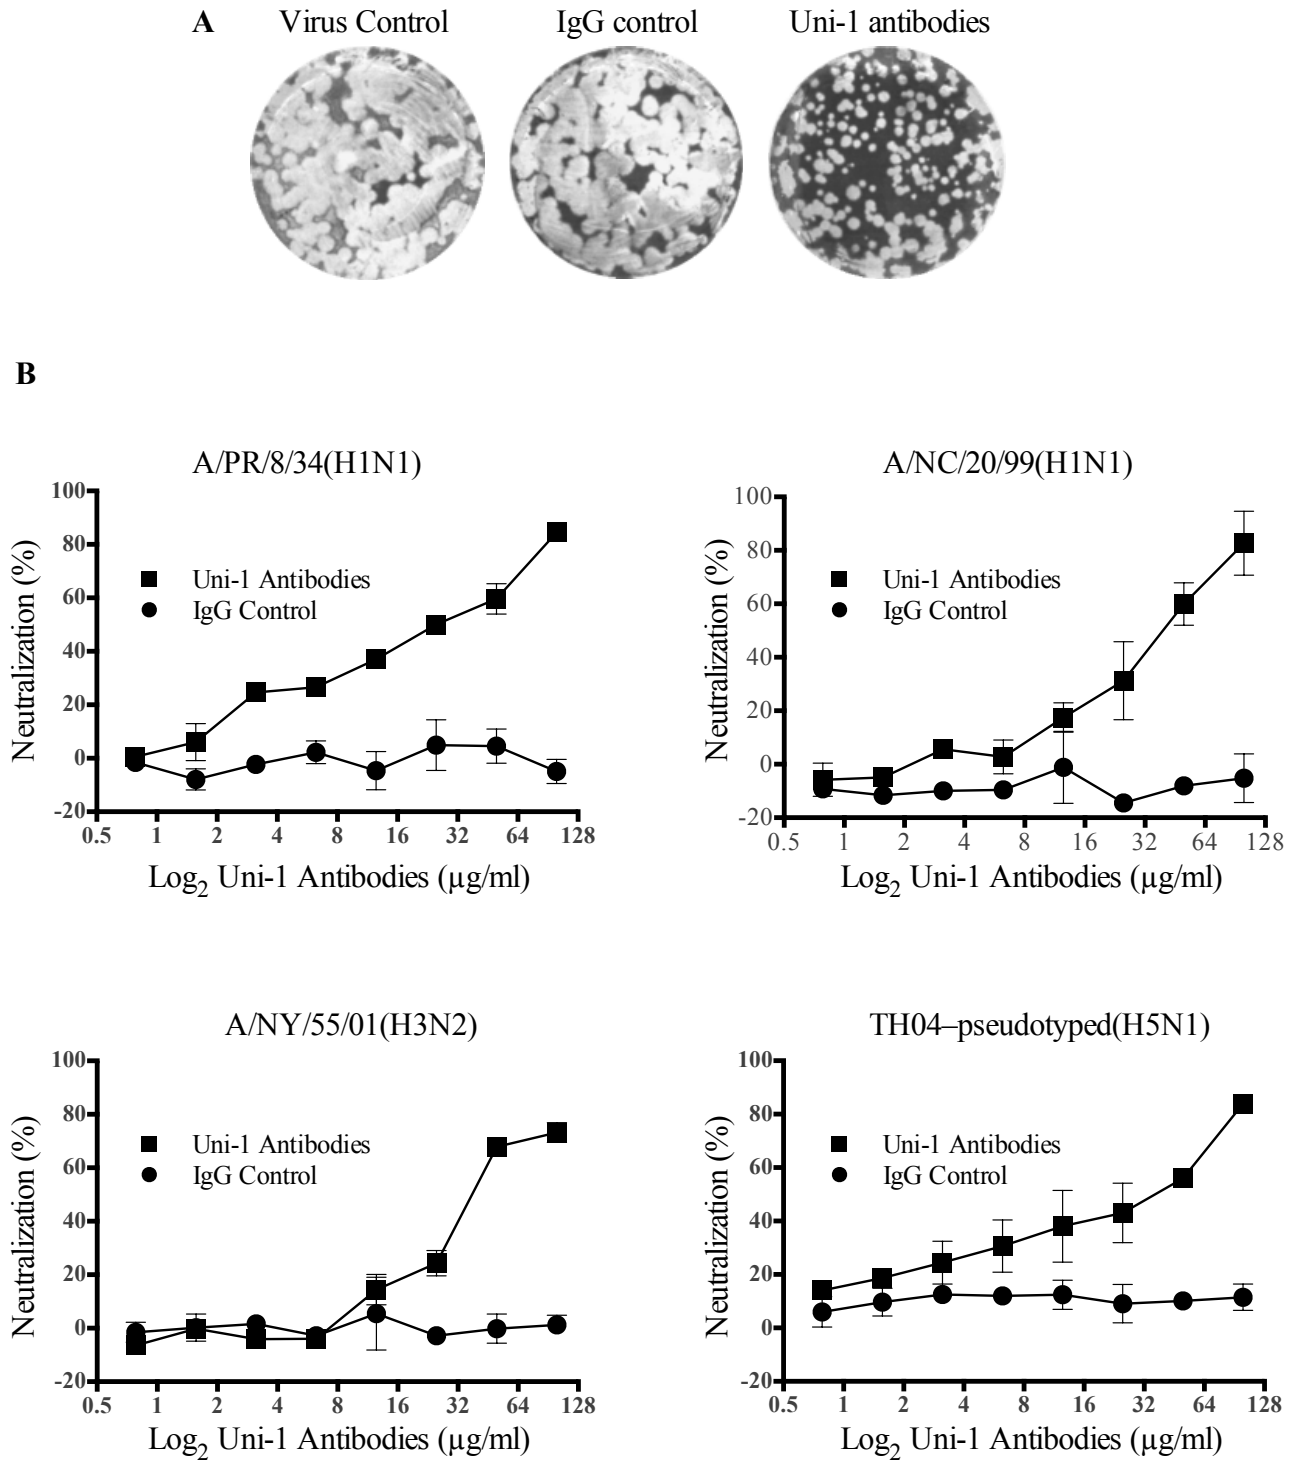 A Virus Control IgG control Uni-1 antibodies
B
A/PR/8/34(H1N1)
100
80
60
40
20
0
-20
Neutralization (%)
Uni-1 Antibodies
IgG Control
0.5 1 2 4 8 16 32 64 128
Log2 Uni-1 Antibodies (µg/ml)
A/NC/20/99(H1N1)
100
80
60
40
20
0
-20
Neutralization (%)
Uni-1 Antibodies
IgG Control
0.5 1 2 4 8 16 32 64 128
Log2 Uni-1 Antibodies (µg/ml)
A/NY/55/01(H3N2)
100
80
60
40
20
0
-20
Neutralization (%)
Uni-1 Antibodies
IgG Control
0.5 1 2 4 8 16 32 64 128
Log2 Uni-1 Antibodies (µg/ml)
TH04–pseudotyped(H5N1)
100
80
60
40
20
0
-20
Neutralization (%)
Uni-1 Antibodies
IgG Control
0.5 1 2 4 8 16 32 64 128
Log2 Uni-1 Antibodies (µg/ml)